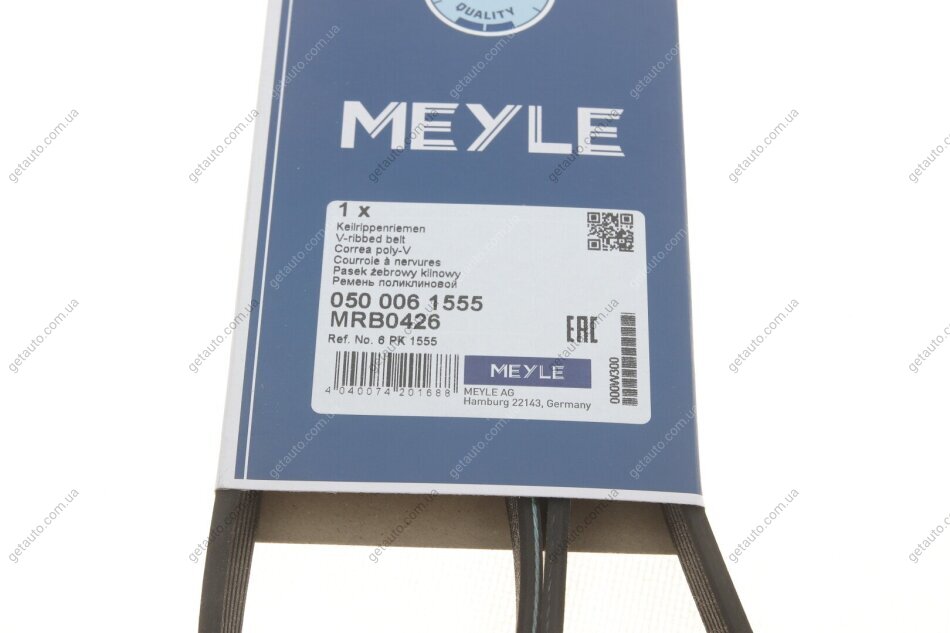 QUALITY
MEYLE
1 x
Keilrippenriemen
V-ribbed belt
Correa poly-V
Courroie à nervures
Pasek żebrowy klinowy
Ремень поликлиновой
050 006 1555
MRB0426
Ref. No. 6 PK 1555
EAC
000W300
MEYLE
4 040074 201688
MEYLE AG
Hamburg 22143, Germany
getauto.com.ua